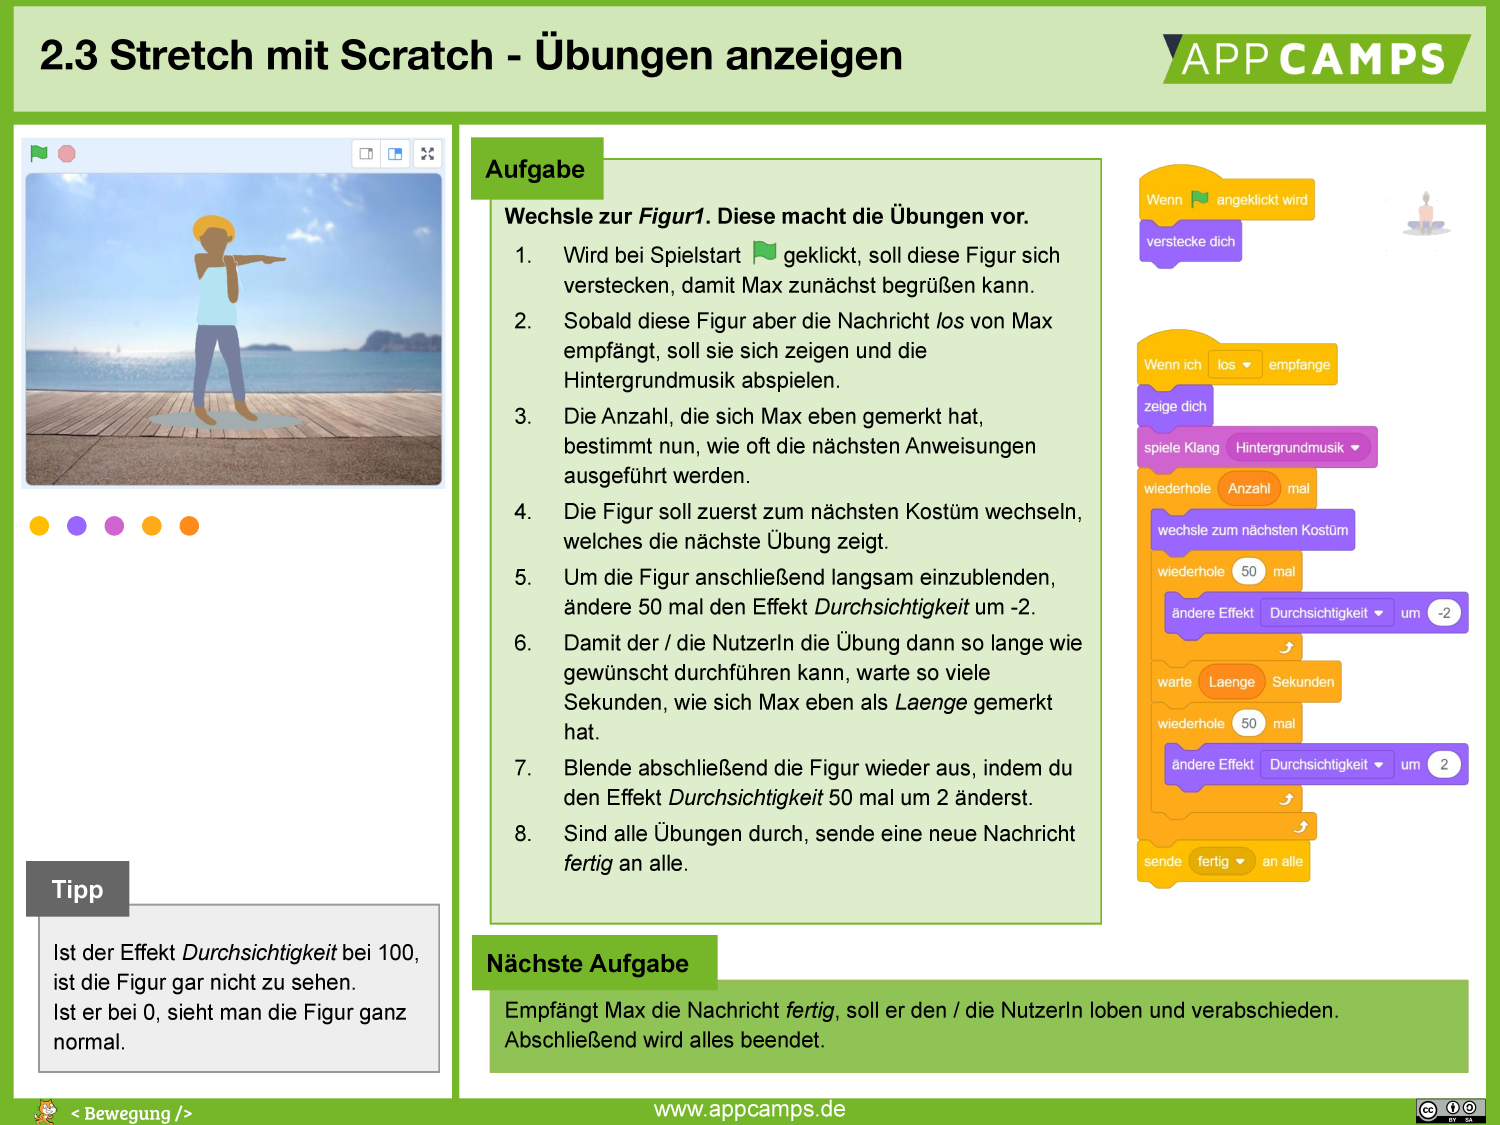 2.3 Stretch mit Scratch - Übungen anzeigen
APP CAMPS
Aufgabe
Wechsle zur Figur1. Diese macht die Übungen vor.
1. Wird bei Spielstart geklickt, soll diese Figur sich
verstecken, damit Max zunächst begrüßen kann.
2. Sobald diese Figur aber die Nachricht los von Max
empfängt, soll sie sich zeigen und die
Hintergrundmusik abspielen.
3. Die Anzahl, die sich Max eben gemerkt hat,
bestimmt nun, wie oft die nächsten Anweisungen
ausgeführt werden.
4. Die Figur soll zuerst zum nächsten Kostüm wechseln,
welches die nächste Übung zeigt.
5. Um die Figur anschließend langsam einzublenden,
ändere 50 mal den Effekt Durchsichtigkeit um -2.
6. Damit der / die NutzerIn die Übung dann so lange wie
gewünscht durchführen kann, warte so viele
Sekunden, wie sich Max eben als Laenge gemerkt
hat.
7. Blende abschließend die Figur wieder aus, indem du
den Effekt Durchsichtigkeit 50 mal um 2 änderst.
8. Sind alle Übungen durch, sende eine neue Nachricht
fertig an alle.
Wenn angeklickt wird
verstecke dich
Wenn ich los empfange
zeige dich
spiele Klang Hintergrundmusik
wiederhole Anzahl mal
wechsle zum nächsten Kostüm
wiederhole 50 mal
ändere Effekt Durchsichtigkeit um -2
warte Laenge Sekunden
wiederhole 50 mal
ändere Effekt Durchsichtigkeit um 2
sende fertig an alle
Tipp
Ist der Effekt Durchsichtigkeit bei 100,
ist die Figur gar nicht zu sehen.
Ist er bei 0, sieht man die Figur ganz
normal.
Nächste Aufgabe
Empfängt Max die Nachricht fertig, soll er den / die NutzerIn loben und verabschieden.
Abschließend wird alles beendet.
< Bewegung />
www.appcamps.de
cc BY SA